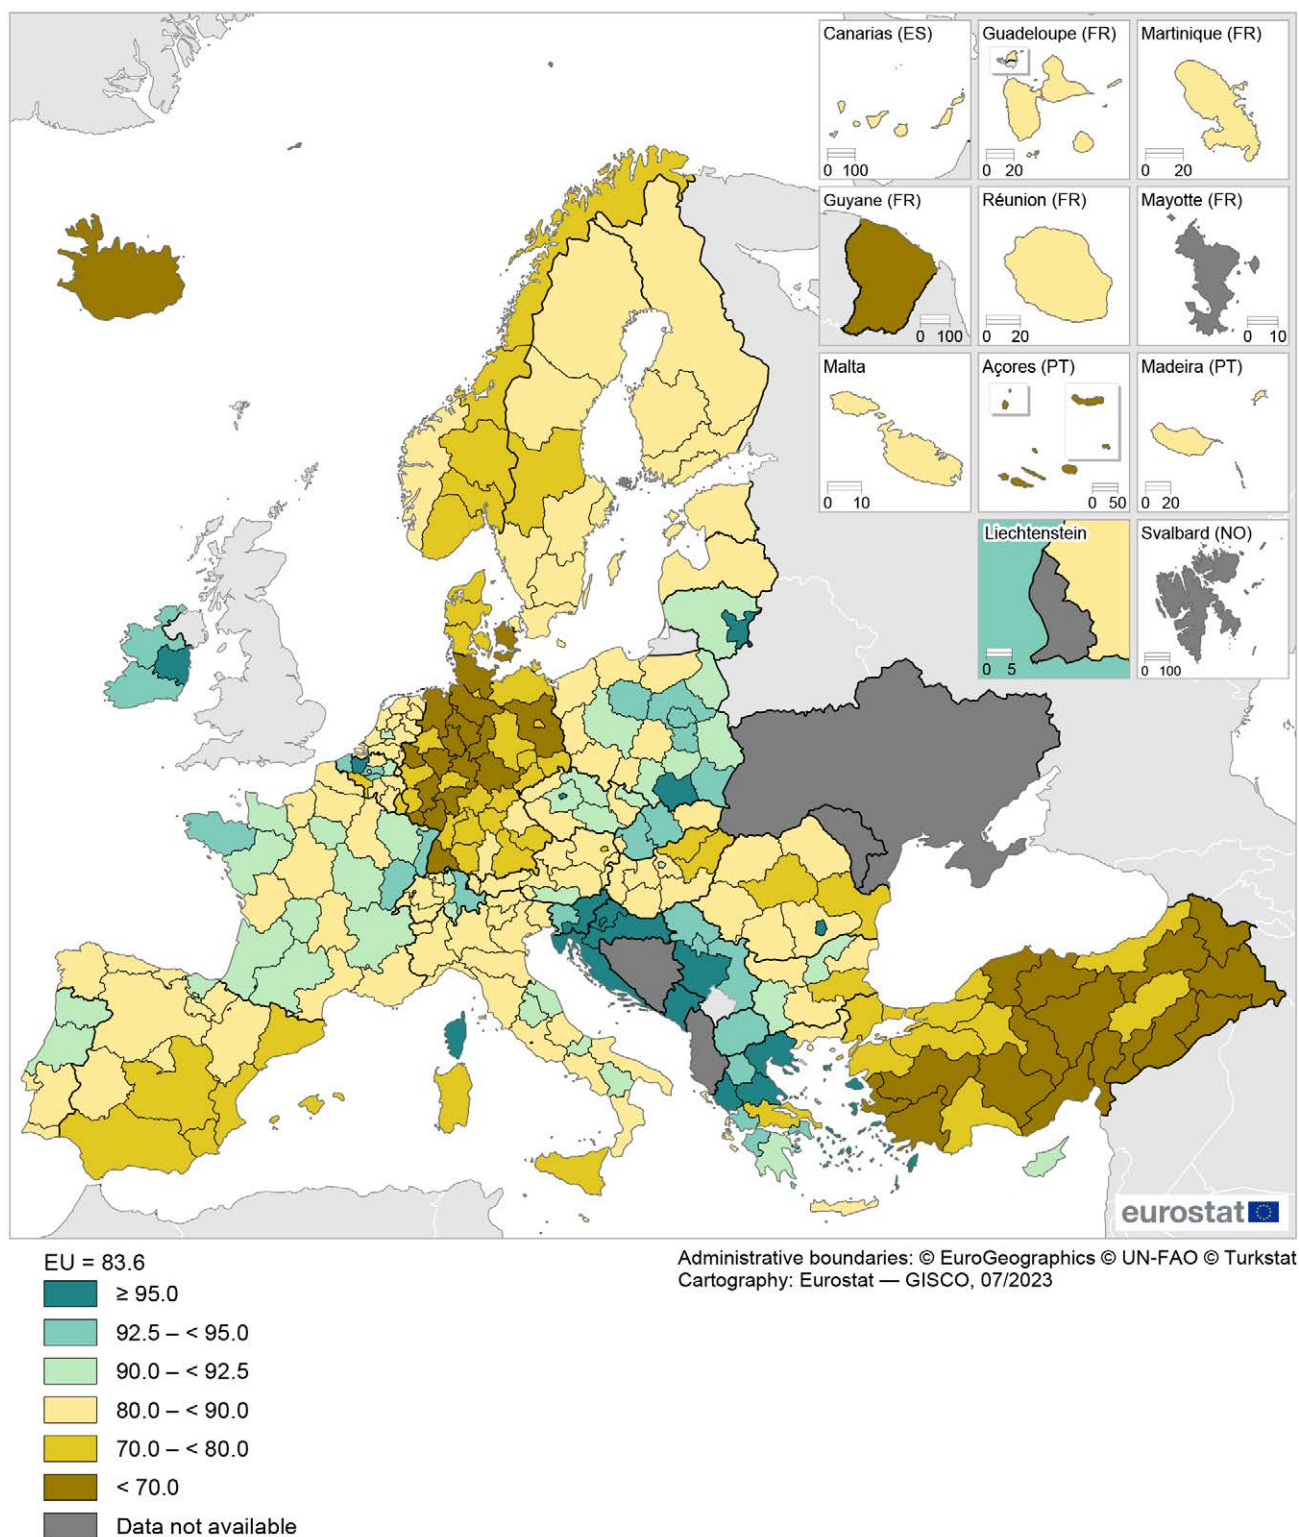 Canarias (ES)
0 100
Guadeloupe (FR)
0 20
Martinique (FR)
0 20
Guyane (FR)
0 100
Réunion (FR)
0 20
Mayotte (FR)
0 10
Malta
0 10
Açores (PT)
0 50
Madeira (PT)
0 20
Liechtenstein
0 5
Svalbard (NO)
0 100
eurostat
EU = 83.6
≥ 95.0
92.5 – < 95.0
90.0 – < 92.5
80.0 – < 90.0
70.0 – < 80.0
< 70.0
Data not available
Administrative boundaries: © EuroGeographics © UN-FAO © Turkstat
Cartography: Eurostat — GISCO, 07/2023